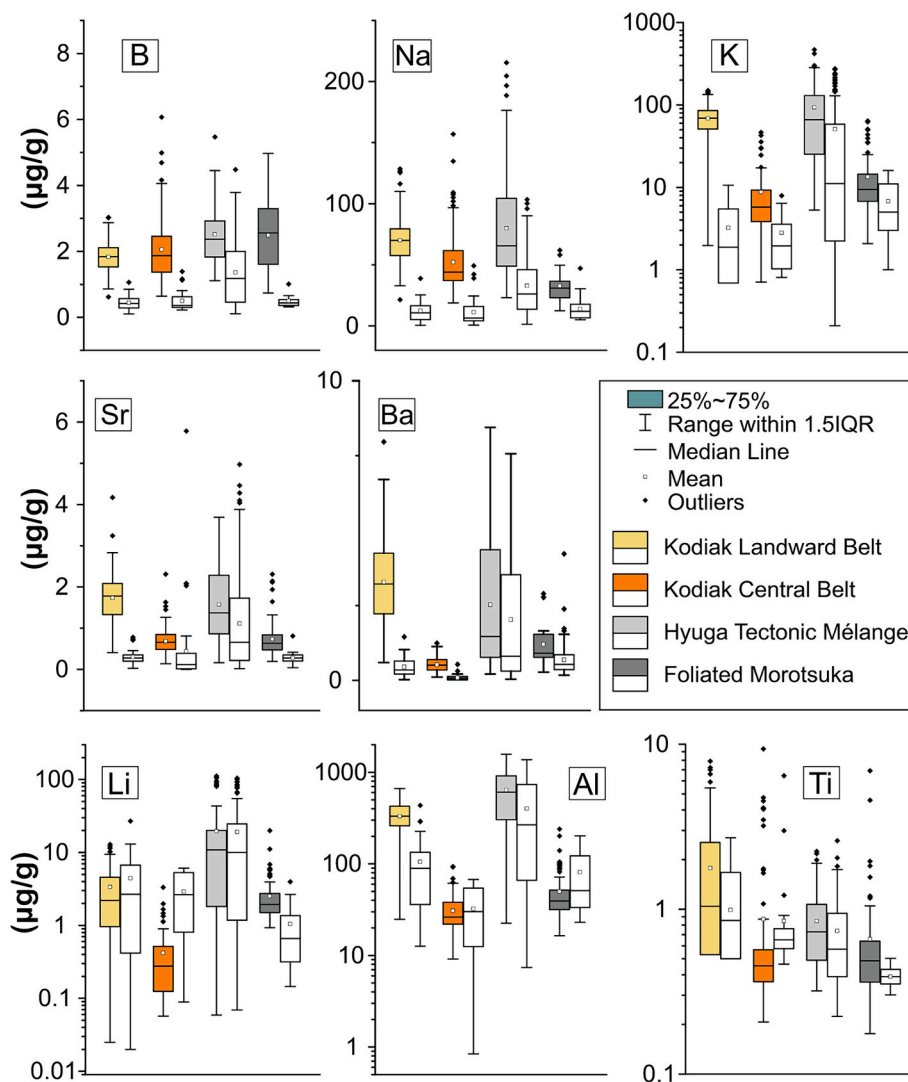 B
Na
K
(µg/g)
8
6
4
2
0
200
100
0
1000
100
10
1
0.1
Sr
Ba
(µg/g)
6
4
2
0
10
0
25%~75%
Range within 1.5IQR
Median Line
Mean
Outliers
Kodiak Landward Belt
Kodiak Central Belt
Hyuga Tectonic Mélange
Foliated Morotsuka
Li
Al
Ti
(µg/g)
100
10
1
0.1
0.01
1000
100
10
1
10
1
0.1